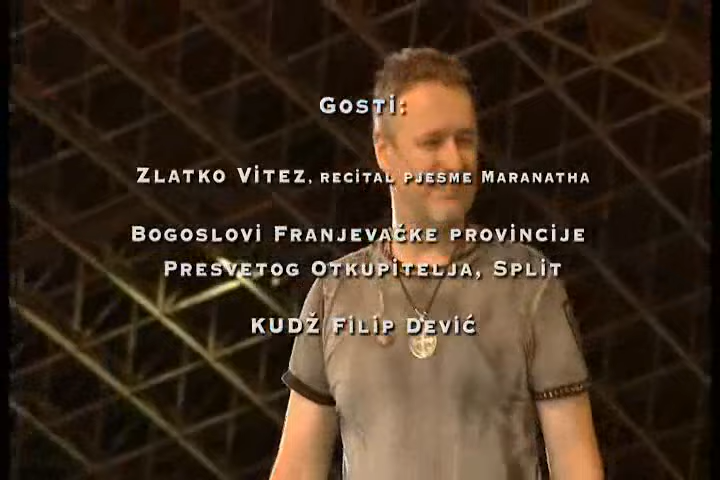 Gosti:
Zlatko Vitez, recital pjesme Maranatha
Bogoslovi Franjevačke provincije
Presvetog Otkupitelja, Split
KUDŽ Filip Dević